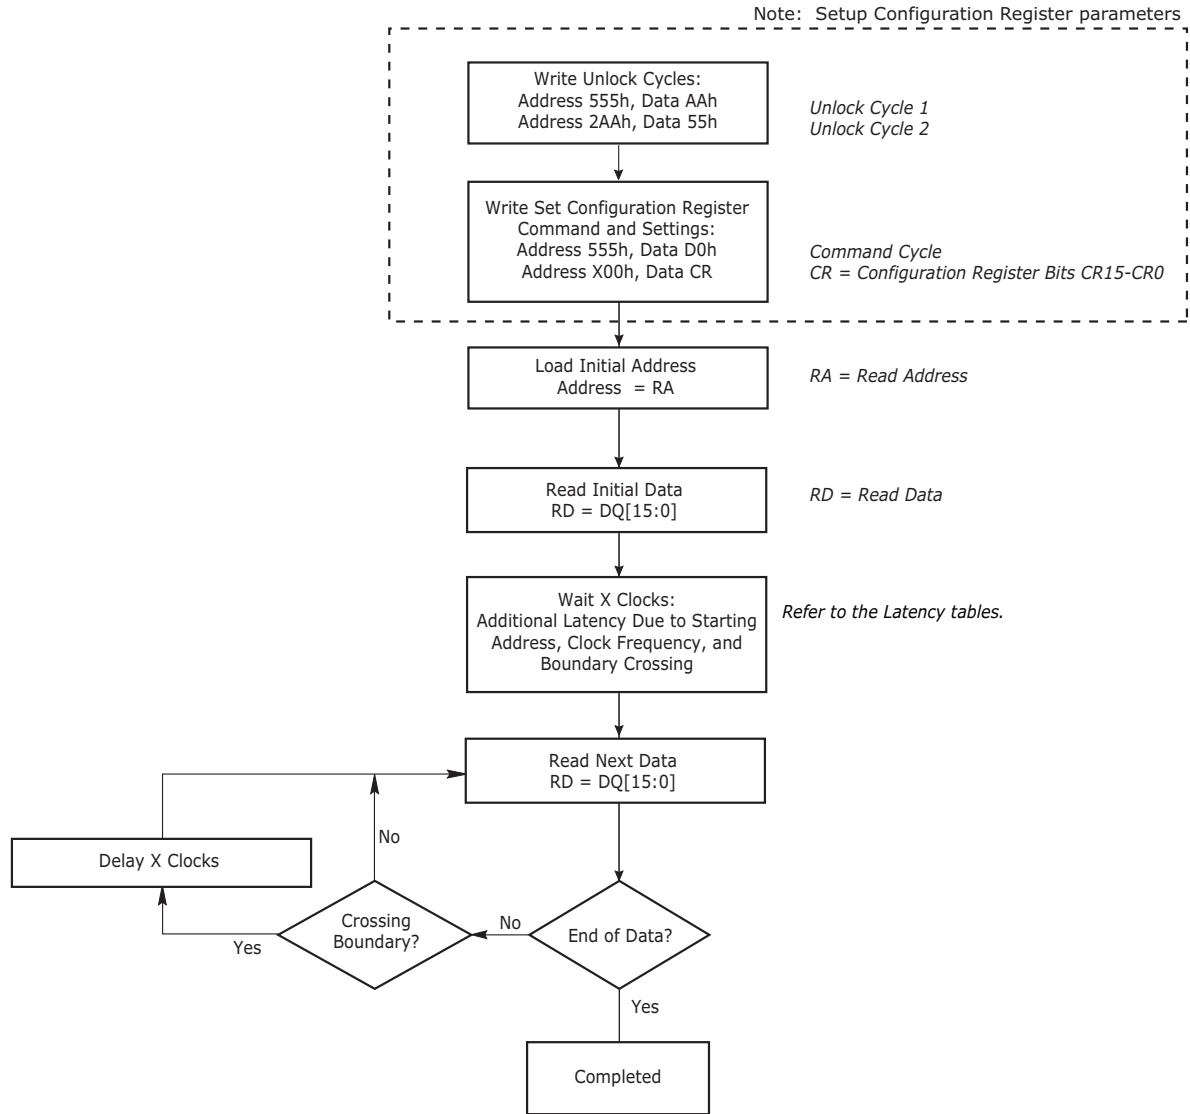 Note: Setup Configuration Register parameters
Write Unlock Cycles:
Address 555h, Data AAh
Address 2AAh, Data 55h
Unlock Cycle 1
Unlock Cycle 2
Write Set Configuration Register
Command and Settings:
Address 555h, Data D0h
Address X00h, Data CR
Command Cycle
CR = Configuration Register Bits CR15-CR0
Load Initial Address
Address = RA
RA = Read Address
Read Initial Data
RD = DQ[15:0]
RD = Read Data
Wait X Clocks:
Additional Latency Due to Starting
Address, Clock Frequency, and
Boundary Crossing
Refer to the Latency tables.
Read Next Data
RD = DQ[15:0]
No
Delay X Clocks
Crossing
Boundary?
Yes
No
End of Data?
Yes
Completed